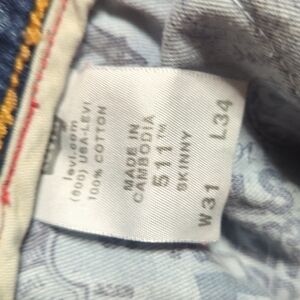 levi.com
(800) USA-LEVI
100% COTTON
MADE IN
CAMBODIA
511™
SKINNY
W31 L34